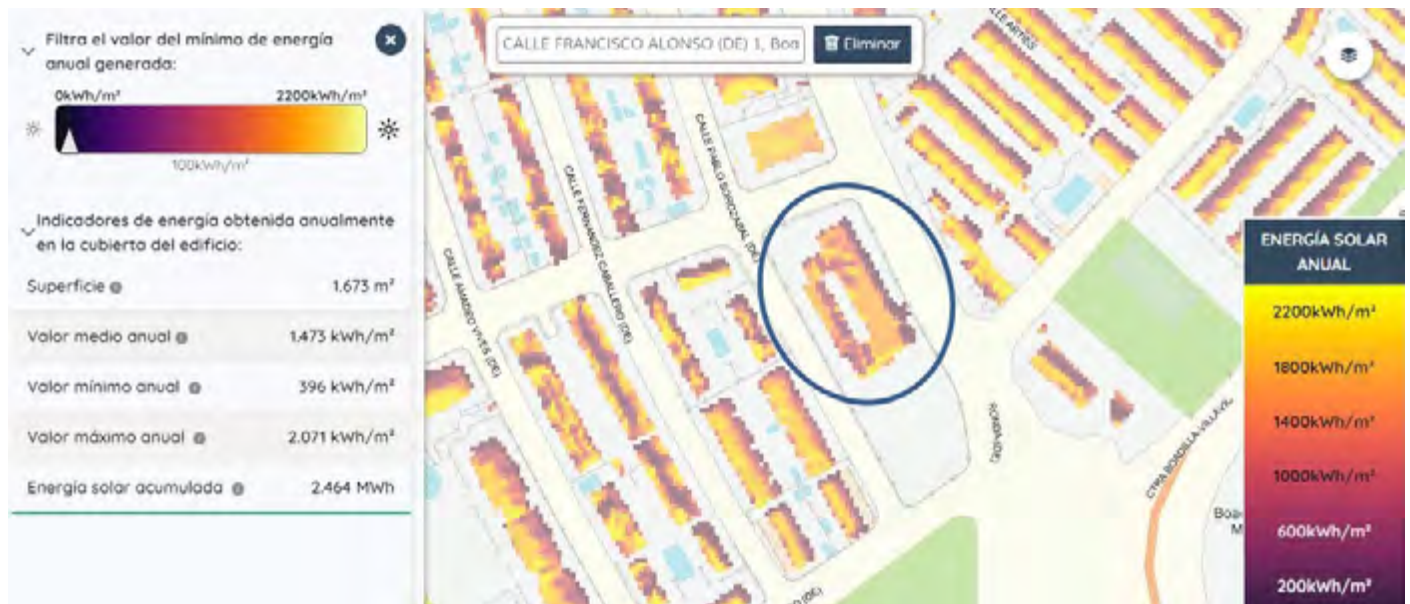 Filtra el valor del mínimo de energía
anual generada:
0kWh/m²
2200kWh/m²
100kWh/m²
Indicadores de energía obtenida anualmente
en la cubierta del edificio:
Superficie
1.673 m²
Valor medio anual
1.473 kWh/m²
Valor mínimo anual
396 kWh/m²
Valor máximo anual
2.071 kWh/m²
Energía solar acumulada
2.464 MWh
CALLE FRANCISCO ALONSO (DE) 1, Boa
Eliminar
CALLE PABLO SOROZABAL (DE)
CALLE FERNANDEZ CABALLERO (DE)
CALLE AMADEO VIVES (DE)
CTRA BOADILLA-VILLAVIC
ENERGÍA SOLAR
ANUAL
2200kWh/m²
1800kWh/m²
1400kWh/m²
1000kWh/m²
600kWh/m²
200kWh/m²